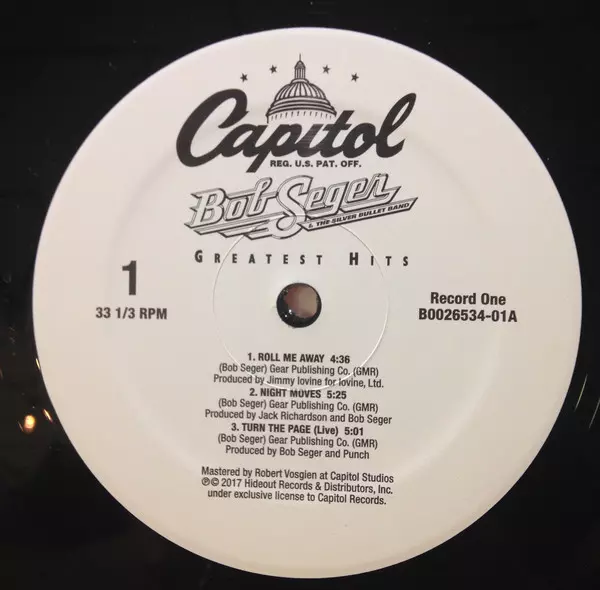 Capitol
REG. U.S. PAT. OFF.
Bob Seger
& THE SILVER BULLET BAND
GREATEST HITS
1
33 1/3 RPM
Record One
B0026534-01A
1. ROLL ME AWAY 4:36
(Bob Seger) Gear Publishing Co. (GMR)
Produced by Jimmy Iovine for Iovine, Ltd.
2. NIGHT MOVES 5:25
(Bob Seger) Gear Publishing Co. (GMR)
Produced by Jack Richardson and Bob Seger
3. TURN THE PAGE (Live) 5:01
(Bob Seger) Gear Publishing Co. (GMR)
Produced by Bob Seger and Punch
Mastered by Robert Vosgien at Capitol Studios
℗© 2017 Hideout Records & Distributors, Inc.
under exclusive license to Capitol Records.